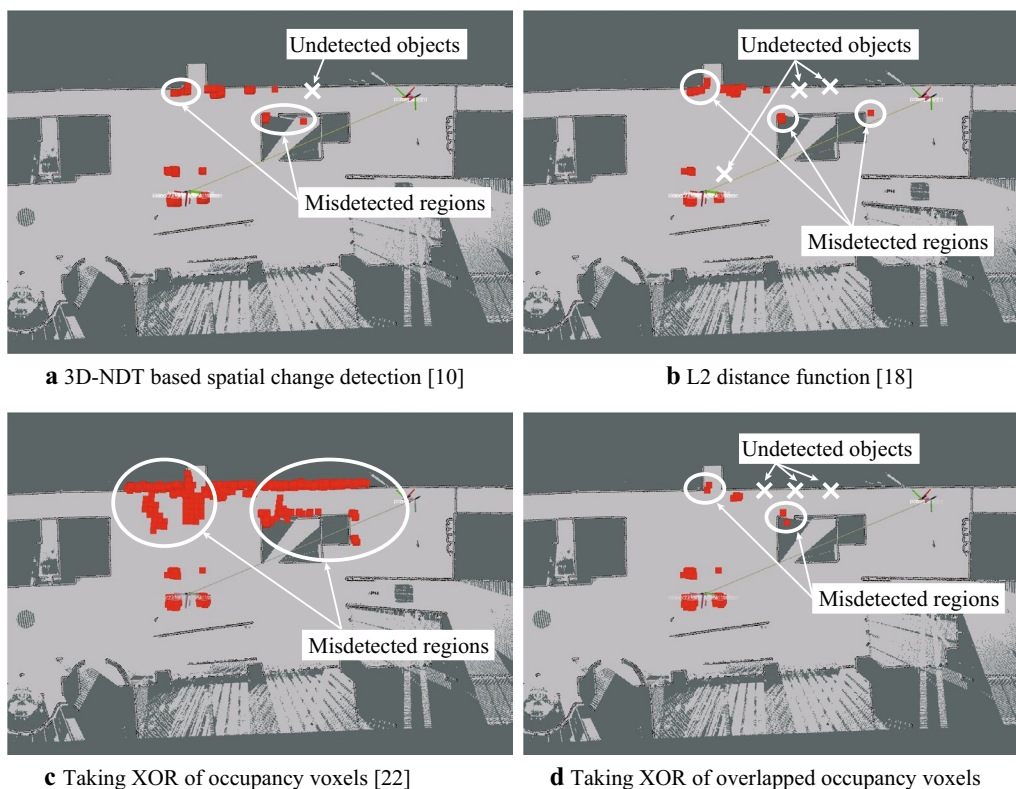 Undetected objects
Misdetected regions
a 3D-NDT based spatial change detection [10]
Undetected objects
Misdetected regions
b L2 distance function [18]
Misdetected regions
c Taking XOR of occupancy voxels [22]
Undetected objects
Misdetected regions
d Taking XOR of overlapped occupancy voxels